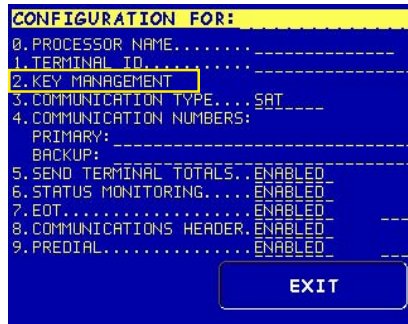 CONFIGURATION FOR:
0.PROCESSOR NAME........
1.TERMINAL ID...........
2.KEY MANAGEMENT
3.COMMUNICATION TYPE....SAT
4.COMMUNICATION NUMBERS:
PRIMARY:
BACKUP:
5.SEND TERMINAL TOTALS..ENABLED
6.STATUS MONITORING.....ENABLED
7.EOT...................ENABLED
8.COMMUNICATIONS HEADER.ENABLED
9.PREDIAL...............ENABLED
EXIT